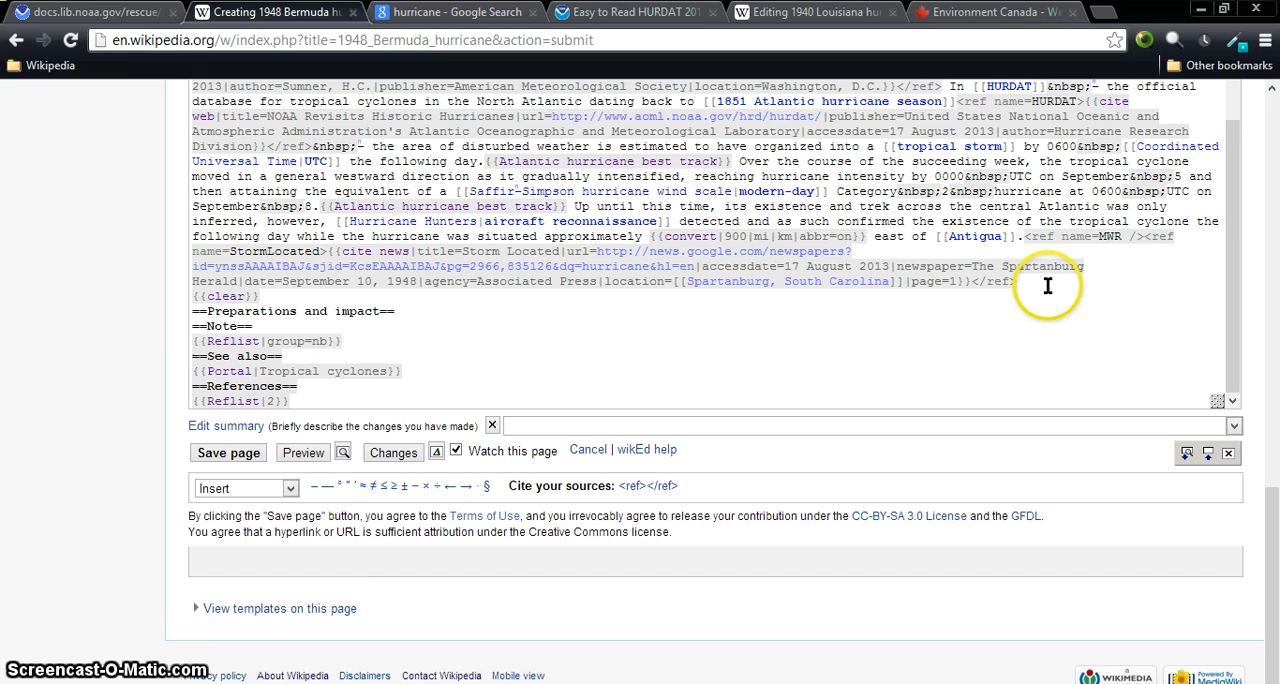 docs.lib.noaa.gov/rescue/
Creating 1948 Bermuda hu
hurricane - Google Search
Easy to Read HURDAT 201
Editing 1940 Louisiana hu
Environment Canada - We
en.wikipedia.org/w/index.php?title=1948_Bermuda_hurricane&action=submit
Wikipedia
Other bookmarks
2013|author=Sumner, H.C.|publisher=American Meteorological Society|location=Washington, D.C.}}</ref> In [[HURDAT]]&nbsp;– the official
database for tropical cyclones in the North Atlantic dating back to [[1851 Atlantic hurricane season]]<ref name=HURDAT>{{cite
web|title=NOAA Revisits Historic Hurricanes|url=http://www.aoml.noaa.gov/hrd/hurdat/|publisher=United States National Oceanic and
Atmospheric Administration's Atlantic Oceanographic and Meteorological Laboratory|accessdate=17 August 2013|author=Hurricane Research
Division}}</ref>&nbsp;– the area of disturbed weather is estimated to have organized into a [[tropical storm]] by 0600&nbsp;[[Coordinated
Universal Time|UTC]] the following day.{{Atlantic hurricane best track}} Over the course of the succeeding week, the tropical cyclone
moved in a general westward direction as it gradually intensified, reaching hurricane intensity by 0000&nbsp;UTC on September&nbsp;5 and
then attaining the equivalent of a [[Saffir–Simpson hurricane wind scale|modern-day]] Category&nbsp;2&nbsp;hurricane at 0600&nbsp;UTC on
September&nbsp;8.{{Atlantic hurricane best track}} Up until this time, its existence and trek across the central Atlantic was only
inferred, however, [[Hurricane Hunters|aircraft reconnaissance]] detected and as such confirmed the existence of the tropical cyclone the
following day while the hurricane was situated approximately {{convert|900|mi|km|abbr=on}} east of [[Antigua]].<ref name=MWR /><ref
name=StormLocated>{{cite news|title=Storm Located|url=http://news.google.com/newspapers?
id=ynssAAAAIBAJ&sjid=KcsEAAAAIBAJ&pg=2966,835126&dq=hurricane&hl=en|accessdate=17 August 2013|newspaper=The Spartanburg
Herald|date=September 10, 1948|agency=Associated Press|location=[[Spartanburg, South Carolina]]|page=1}}</ref>
{{clear}}
==Preparations and impact==
==Note==
{{Reflist|group=nb}}
==See also==
{{Portal|Tropical cyclones}}
==References==
{{Reflist|2}}
Edit summary (Briefly describe the changes you have made)
Save page Preview Changes Watch this page Cancel | wikEd help
Insert – — ° ″ ′ ≈ ≠ ≤ ≥ ± − × ÷ ← → · § Cite your sources: <ref></ref>
By clicking the "Save page" button, you agree to the Terms of Use, and you irrevocably agree to release your contribution under the CC-BY-SA 3.0 License and the GFDL.
You agree that a hyperlink or URL is sufficient attribution under the Creative Commons license.
View templates on this page
Screencast-O-Matic.com
policy About Wikipedia Disclaimers Contact Wikipedia Mobile view
WIKIMEDIA
Powered By
MediaWiki